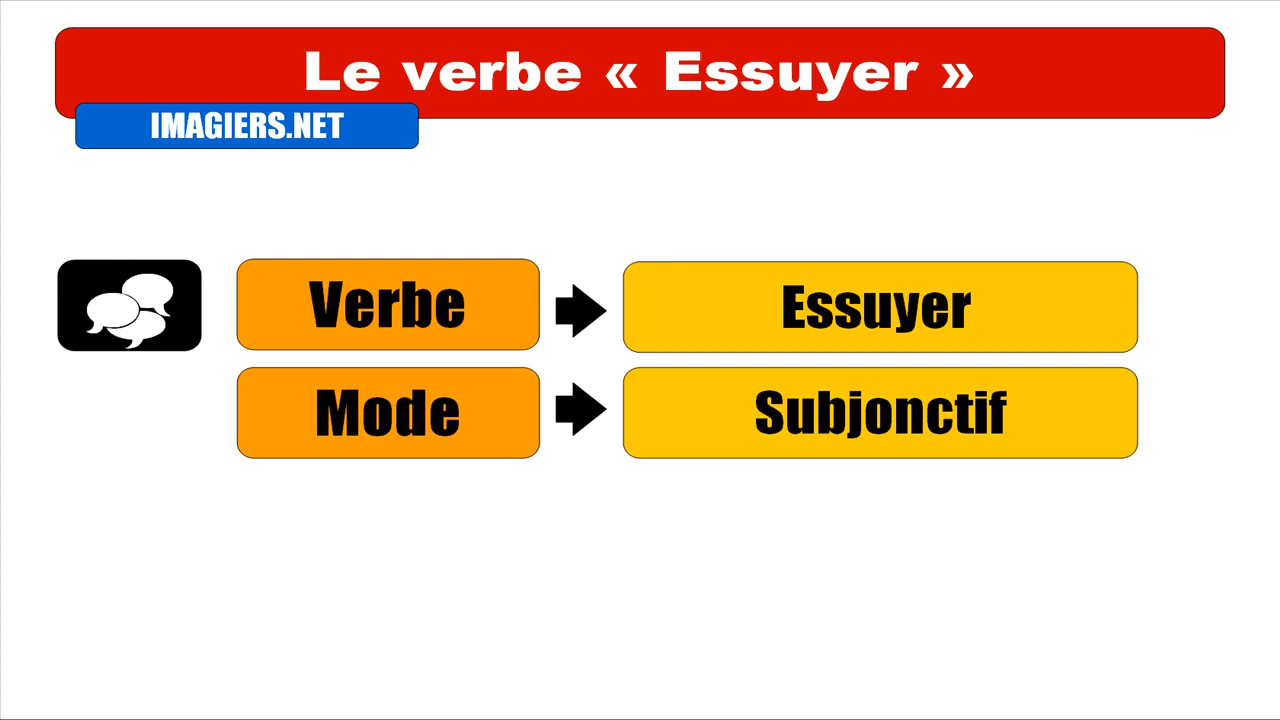 Le verbe « Essuyer »
IMAGIERS.NET
Verbe
Essuyer
Mode
Subjonctif